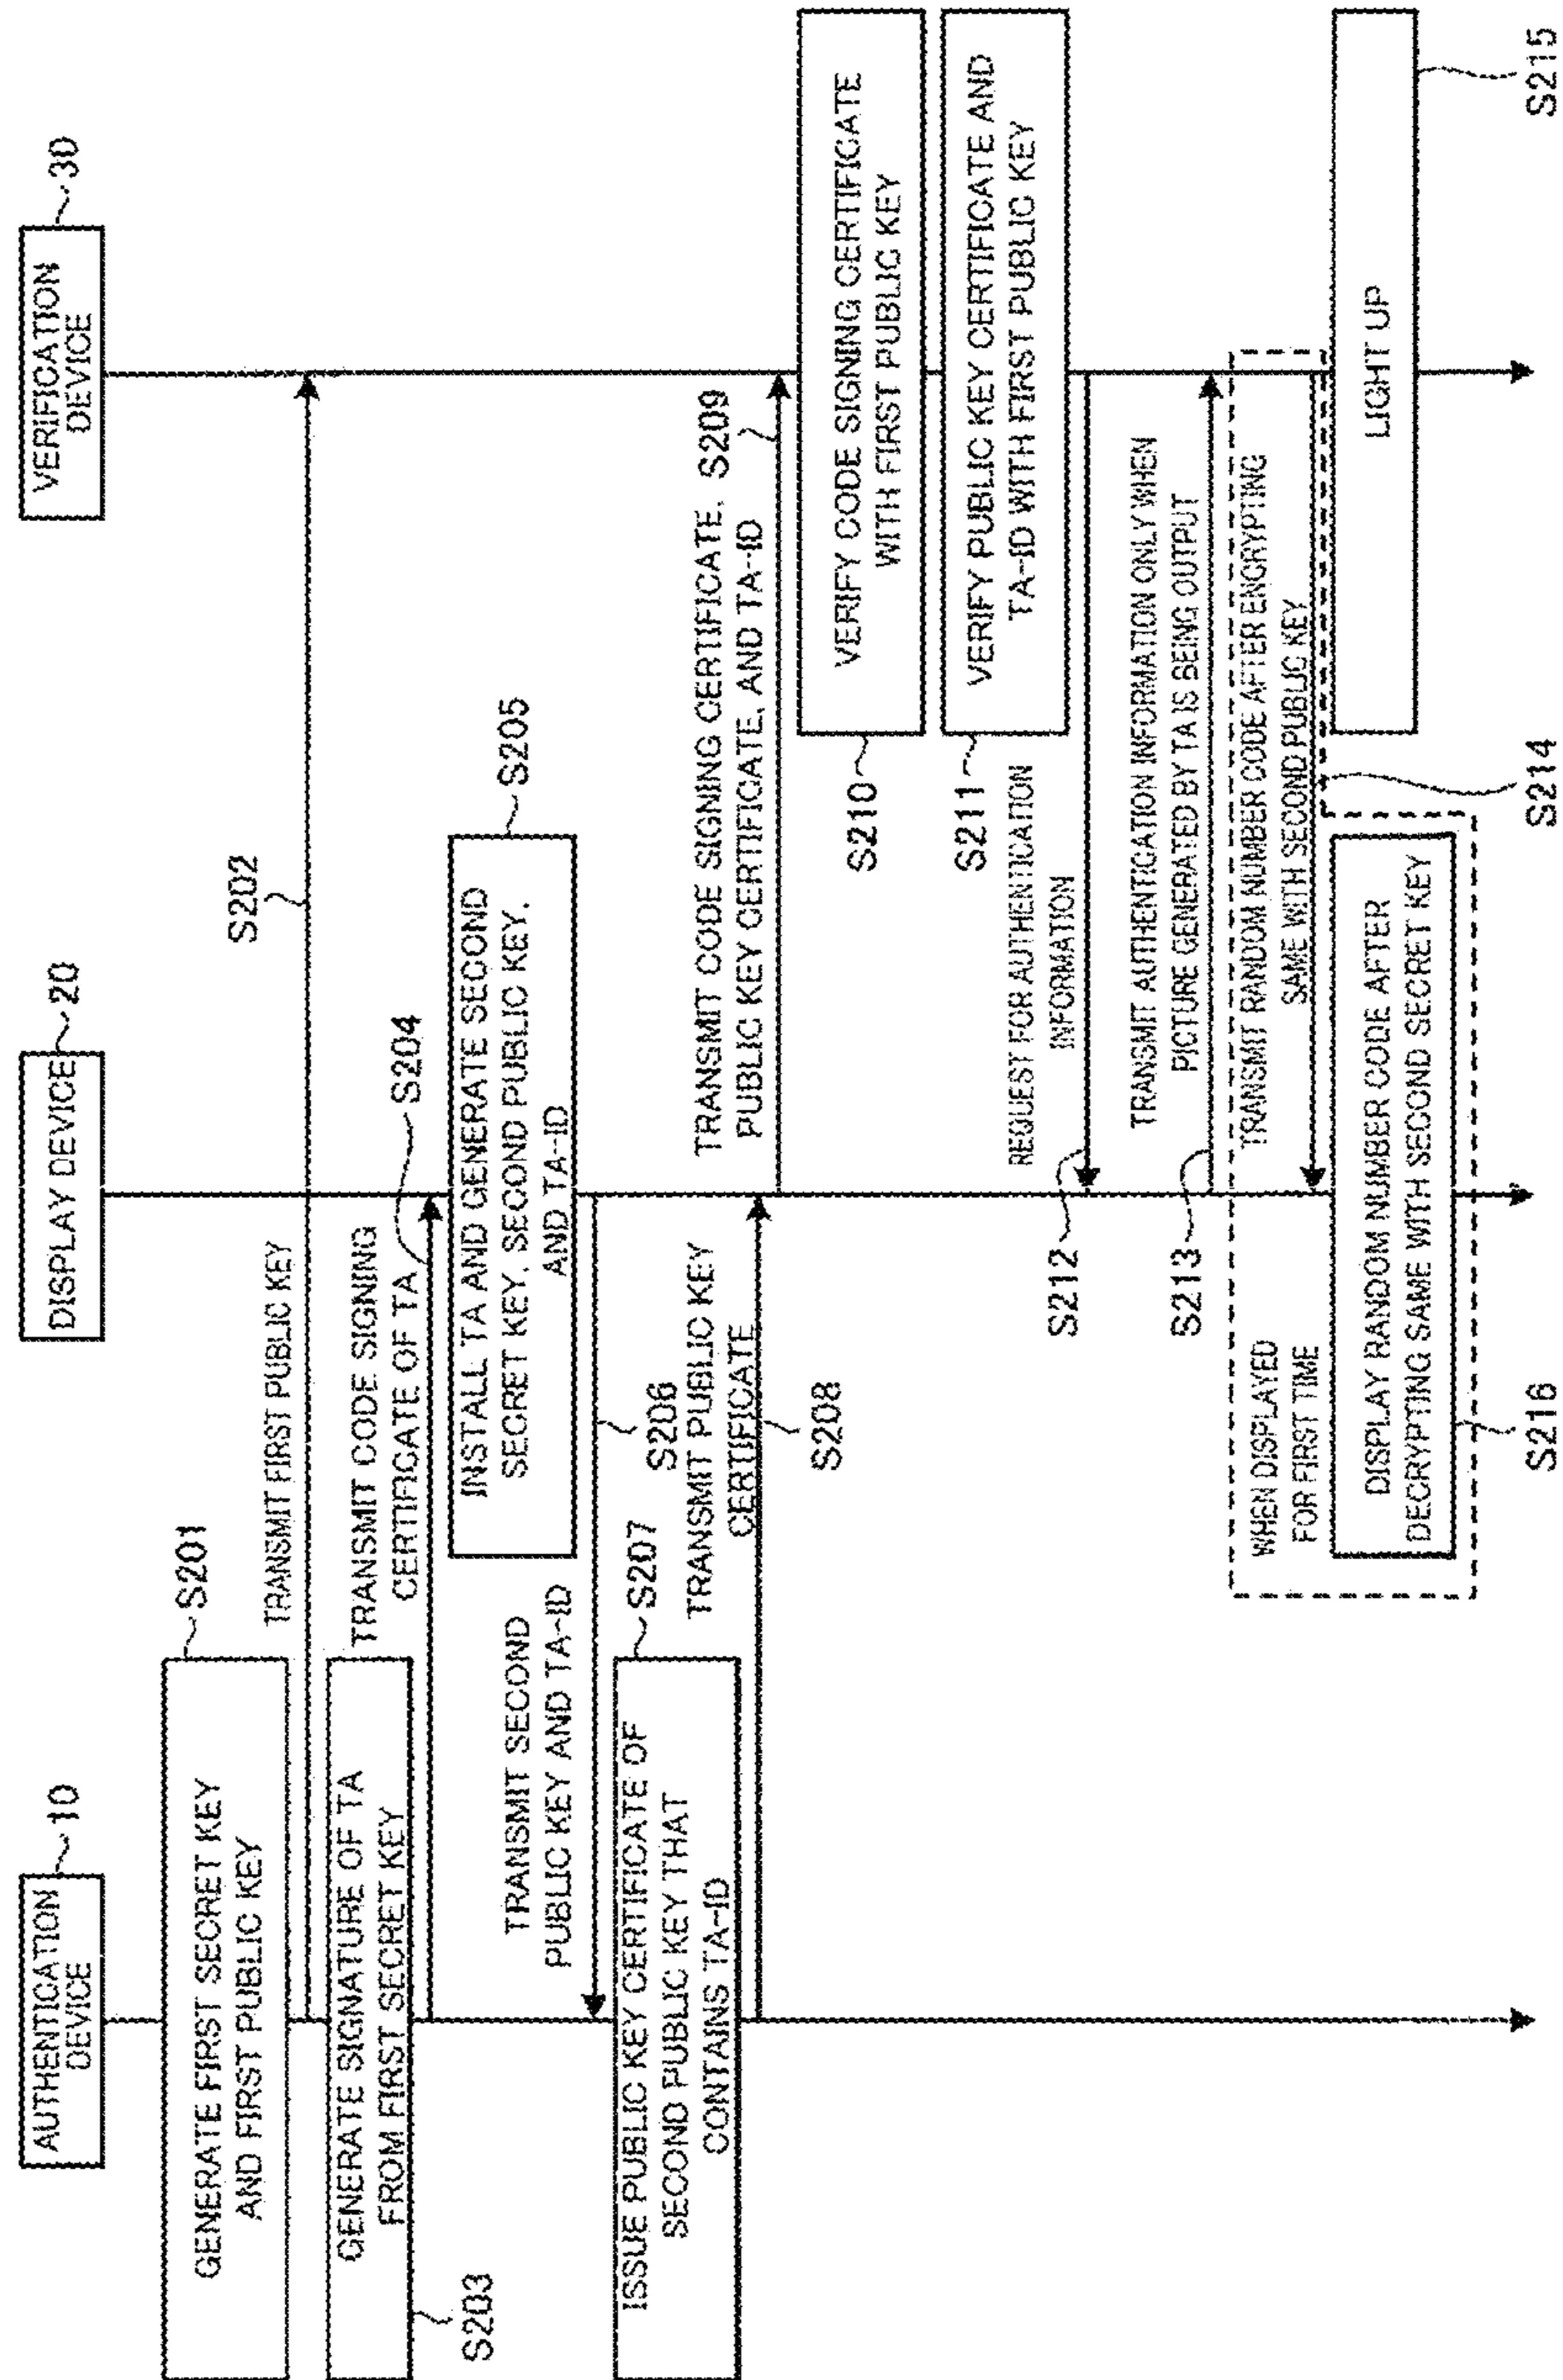 AUTHENTICATION
DEVICE
10
DISPLAY DEVICE
20
VERIFICATION
DEVICE
30
GENERATE FIRST SECRET KEY
AND FIRST PUBLIC KEY
S201
TRANSMIT FIRST PUBLIC KEY
S202
GENERATE SIGNATURE OF TA
FROM FIRST SECRET KEY
S203
TRANSMIT CODE SIGNING
CERTIFICATE OF TA
S204
INSTALL TA AND GENERATE SECOND
SECRET KEY, SECOND PUBLIC KEY,
AND TA-ID
S205
TRANSMIT SECOND
PUBLIC KEY AND TA-ID
S206
ISSUE PUBLIC KEY CERTIFICATE OF
SECOND PUBLIC KEY THAT
CONTAINS TA-ID
S207
TRANSMIT PUBLIC KEY
CERTIFICATE
S208
TRANSMIT CODE SIGNING CERTIFICATE,
PUBLIC KEY CERTIFICATE, AND TA-ID
S209
VERIFY CODE SIGNING CERTIFICATE
WITH FIRST PUBLIC KEY
S210
VERIFY PUBLIC KEY CERTIFICATE AND
TA-ID WITH FIRST PUBLIC KEY
S211
REQUEST FOR AUTHENTICATION
INFORMATION
S212
TRANSMIT AUTHENTICATION INFORMATION ONLY WHEN
PICTURE GENERATED BY TA IS BEING OUTPUT
S213
WHEN DISPLAYED
FOR FIRST TIME
TRANSMIT RANDOM NUMBER CODE AFTER ENCRYPTING
SAME WITH SECOND PUBLIC KEY
S214
LIGHT UP
S215
DISPLAY RANDOM NUMBER CODE AFTER
DECRYPTING SAME WITH SECOND SECRET KEY
S216